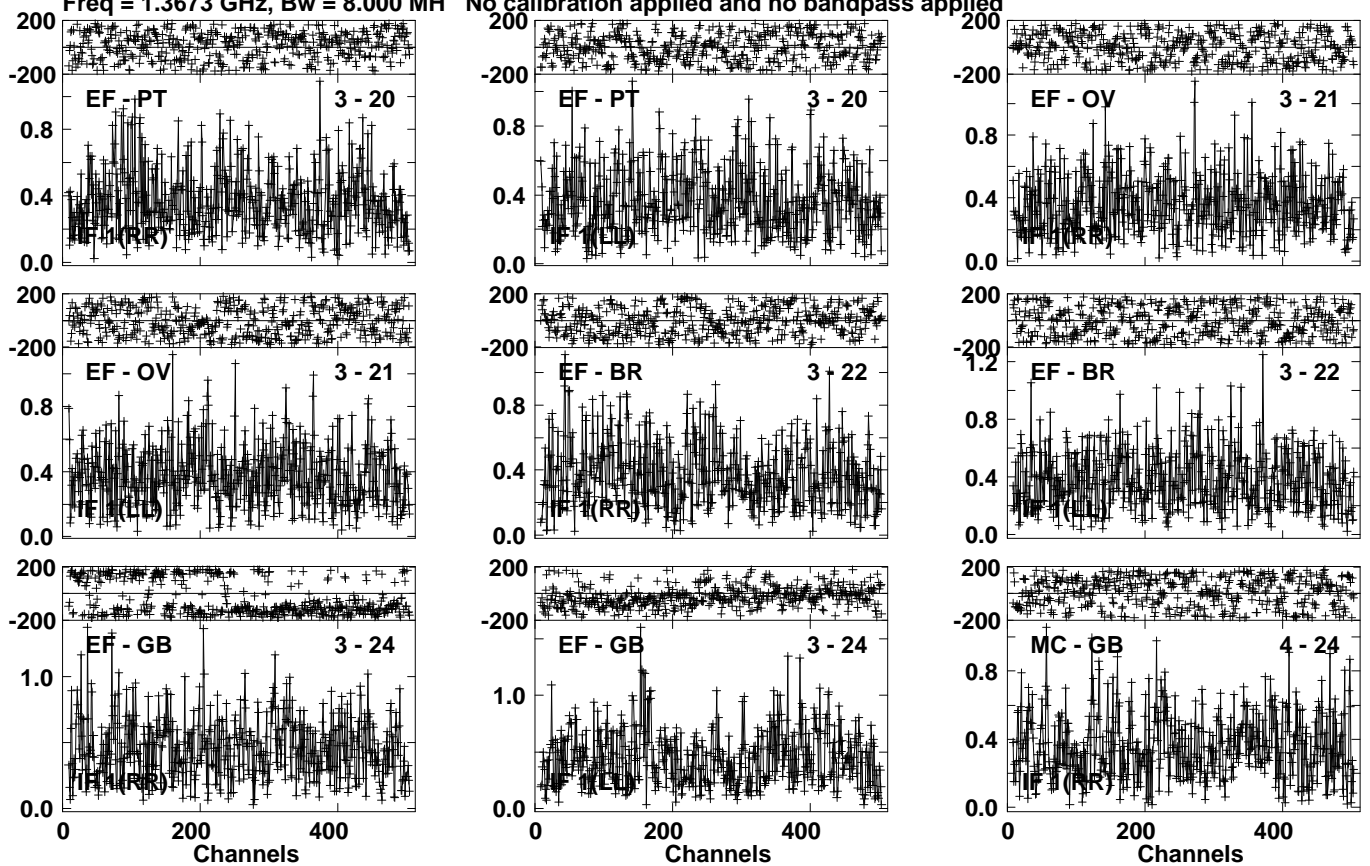 Freq = 1.3673 GHz, Bw = 8.000 MH No calibration applied and no bandpass applied
200
-200
EF - PT 3 - 20
0.8
0.4
IF 1(RR)
0.0
200
-200
EF - PT 3 - 20
0.8
0.4
IF 1(LL)
0.0
200
-200
EF - OV 3 - 21
0.8
0.4
IF 1(RR)
0.0
200
-200
EF - OV 3 - 21
0.8
0.4
IF 1(LL)
0.0
200
-200
EF - BR 3 - 22
0.8
0.4
IF 1(RR)
0.0
200
-200
1.2
EF - BR 3 - 22
0.8
0.4
IF 1(LL)
0.0
200
-200
EF - GB 3 - 24
1.0
IF 1(RR)
0.0
0 200 400
Channels
200
-200
EF - GB 3 - 24
1.0
IF 1(LL)
0.0
0 200 400
Channels
200
-200
MC - GB 4 - 24
0.8
0.4
IF 1(RR)
0.0
0 200 400
Channels